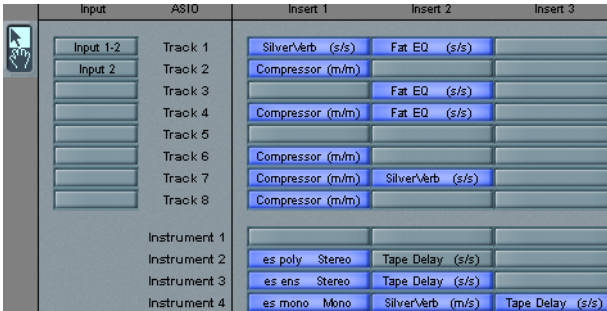 Input ASIO Insert 1 Insert 2 Insert 3
Input 1-2 Track 1 SilverVerb (s/s) Fat EQ (s/s)
Input 2 Track 2 Compressor (m/m)
Track 3 Fat EQ (s/s)
Track 4 Compressor (m/m) Fat EQ (s/s)
Track 5
Track 6 Compressor (m/m)
Track 7 Compressor (m/m) SilverVerb (s/s)
Track 8 Compressor (m/m)
Instrument 1
Instrument 2 es poly Stereo Tape Delay (s/s)
Instrument 3 es ens Stereo Tape Delay (s/s)
Instrument 4 es mono Mono SilverVerb (m/s) Tape Delay (s/s)